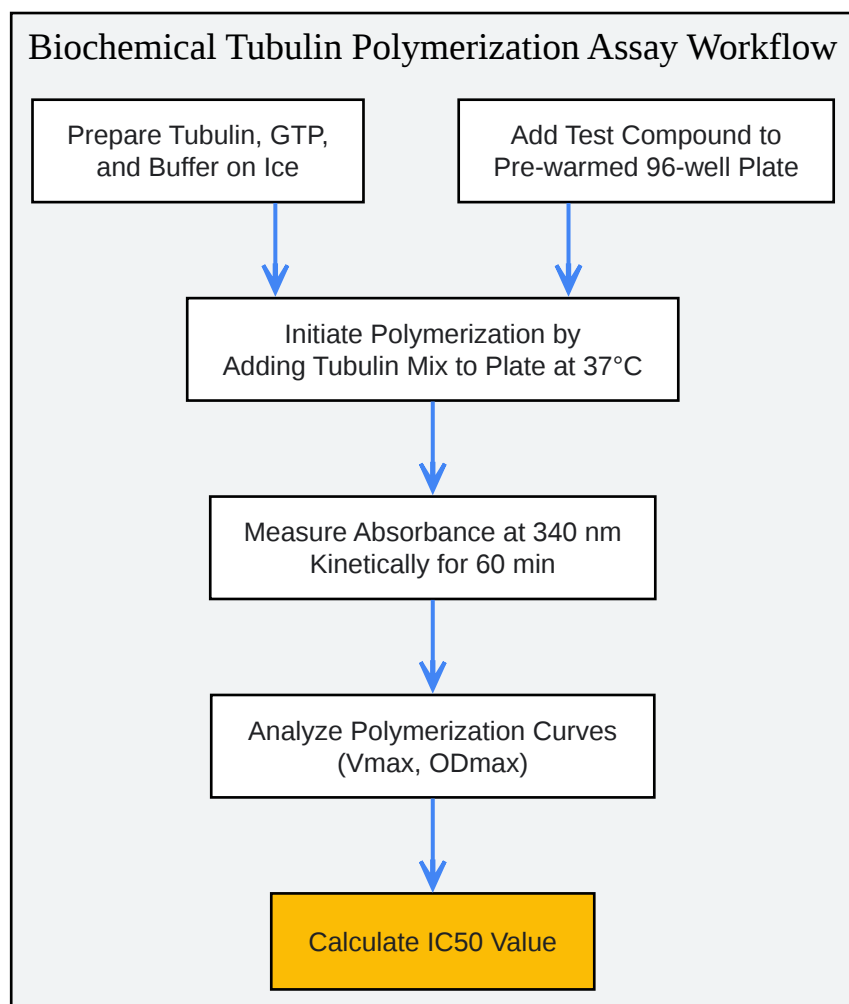 Biochemical Tubulin Polymerization Assay Workflow
Prepare Tubulin, GTP,
and Buffer on Ice
Add Test Compound to
Pre-warmed 96-well Plate
Initiate Polymerization by
Adding Tubulin Mix to Plate at 37°C
Measure Absorbance at 340 nm
Kinetically for 60 min
Analyze Polymerization Curves
(Vmax, ODmax)
Calculate IC50 Value